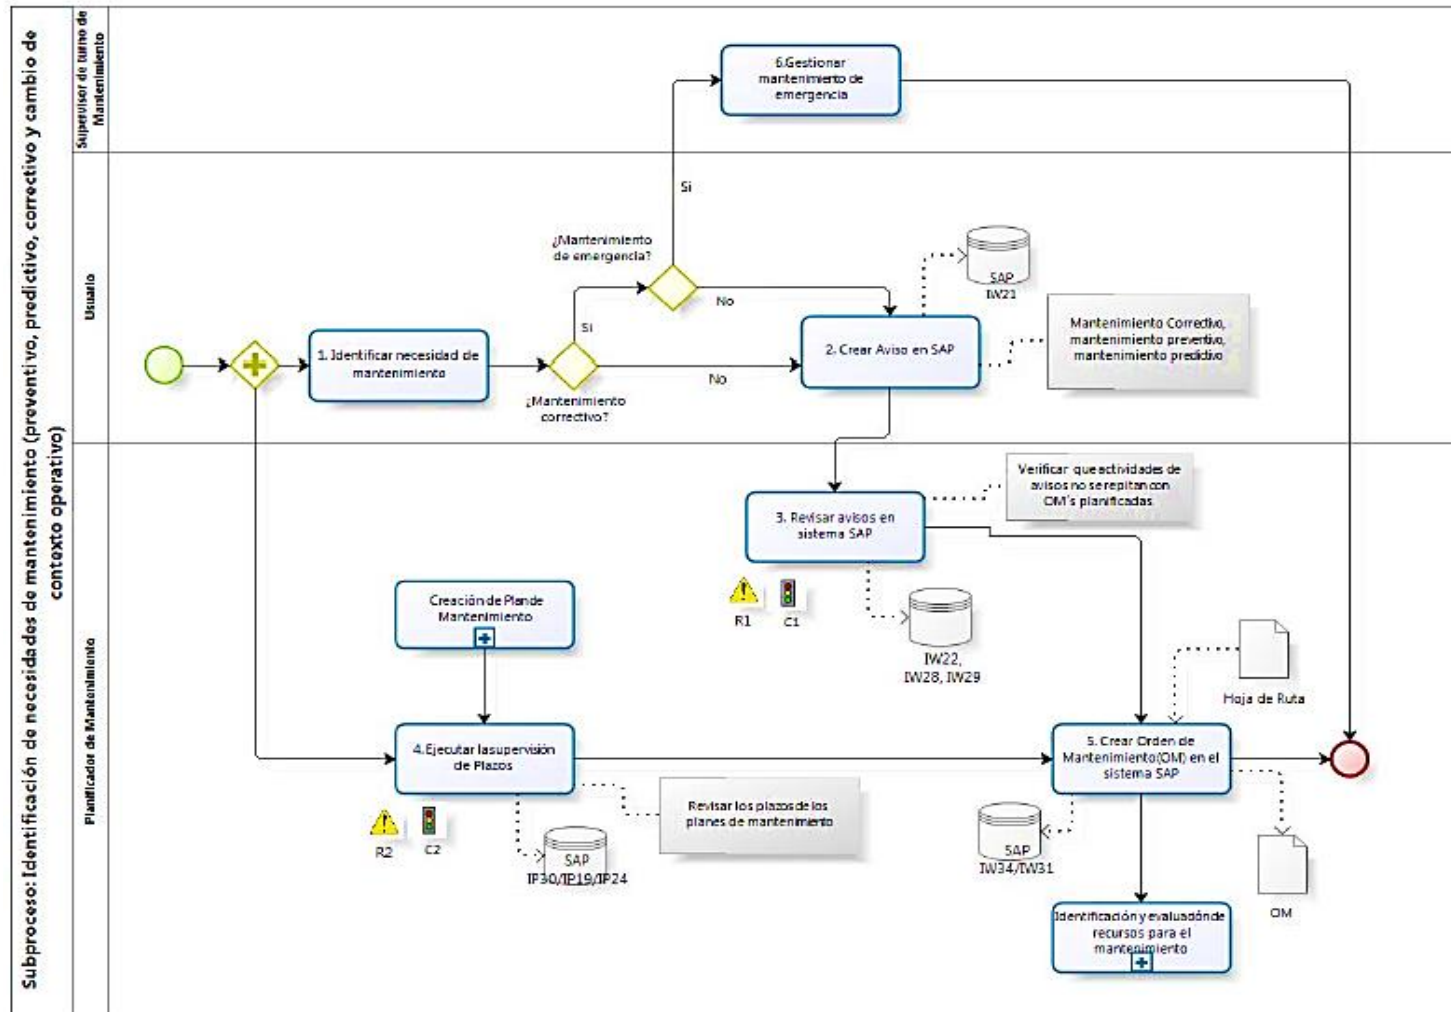 Subproceso: Identificación de necesidades de mantenimiento (preventivo, predictivo, correctivo y cambio de
contexto operativo)
Supervisor de turno de
Mantenimiento
6.Gestionar
mantenimiento de
emergencia
Usuario
Si
¿Mantenimiento
de emergencia?
No
SAP
IW21
Si
1. Identificar necesidad de
mantenimiento
No
¿Mantenimiento
correctivo?
2. Crear Aviso en SAP
Mantenimiento Correctivo,
mantenimiento preventivo,
mantenimiento predictivo
Planificador de Mantenimiento
Verificar que actividades de
avisos no se repitan con
OM´s planificadas.
3. Revisar avisos en
sistema SAP
R1
C1
IW22,
IW28, IW29
Creación de Plan de
Mantenimiento
Hoja de Ruta
4. Ejecutar la supervisión
de Plazos
5. Crear Orden de
Mantenimiento(OM) en el
sistema SAP
Revisar los plazos de los
planes de mantenimiento
R2
C2
SAP
IP30/IP19/IP24
SAP
IW34/IW31
OM
Identificación y evaluación de
recursos para el
mantenimiento